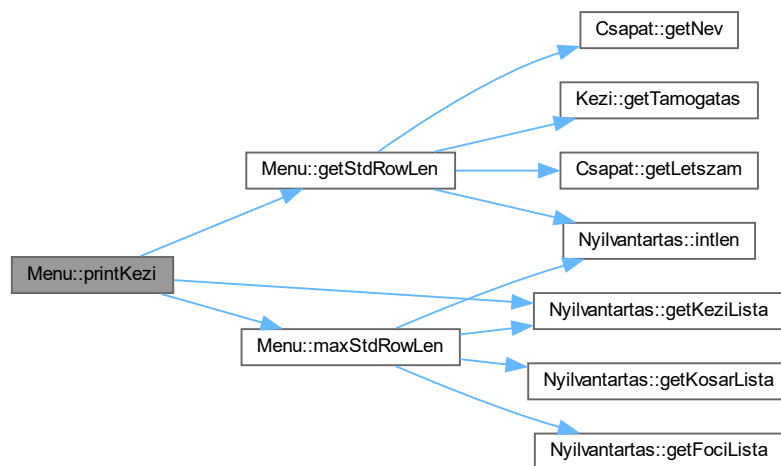 Csapat::getNev
Kezi::getTamogatas
Menu::getStdRowLen
Csapat::getLetszam
Nyilvantartas::intlen
Menu::printKezi
Nyilvantartas::getKeziLista
Menu::maxStdRowLen
Nyilvantartas::getKosarLista
Nyilvantartas::getFociLista